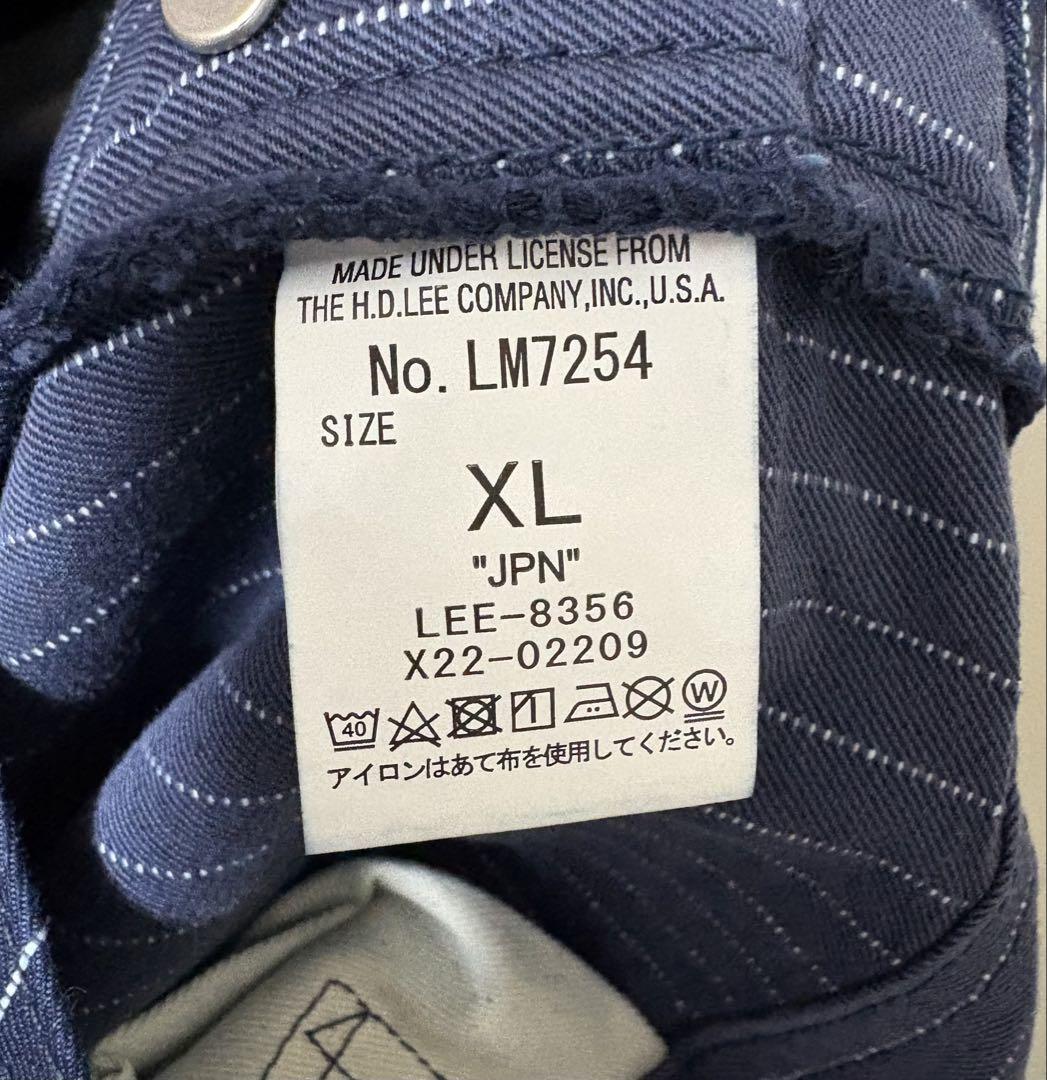 MADE UNDER LICENSE FROM
THE H.D.LEE COMPANY,INC.,U.S.A.
No. LM7254
SIZE
XL
"JPN"
LEE-8356
X22-02209
40 W
アイロンはあて布を使用してください。